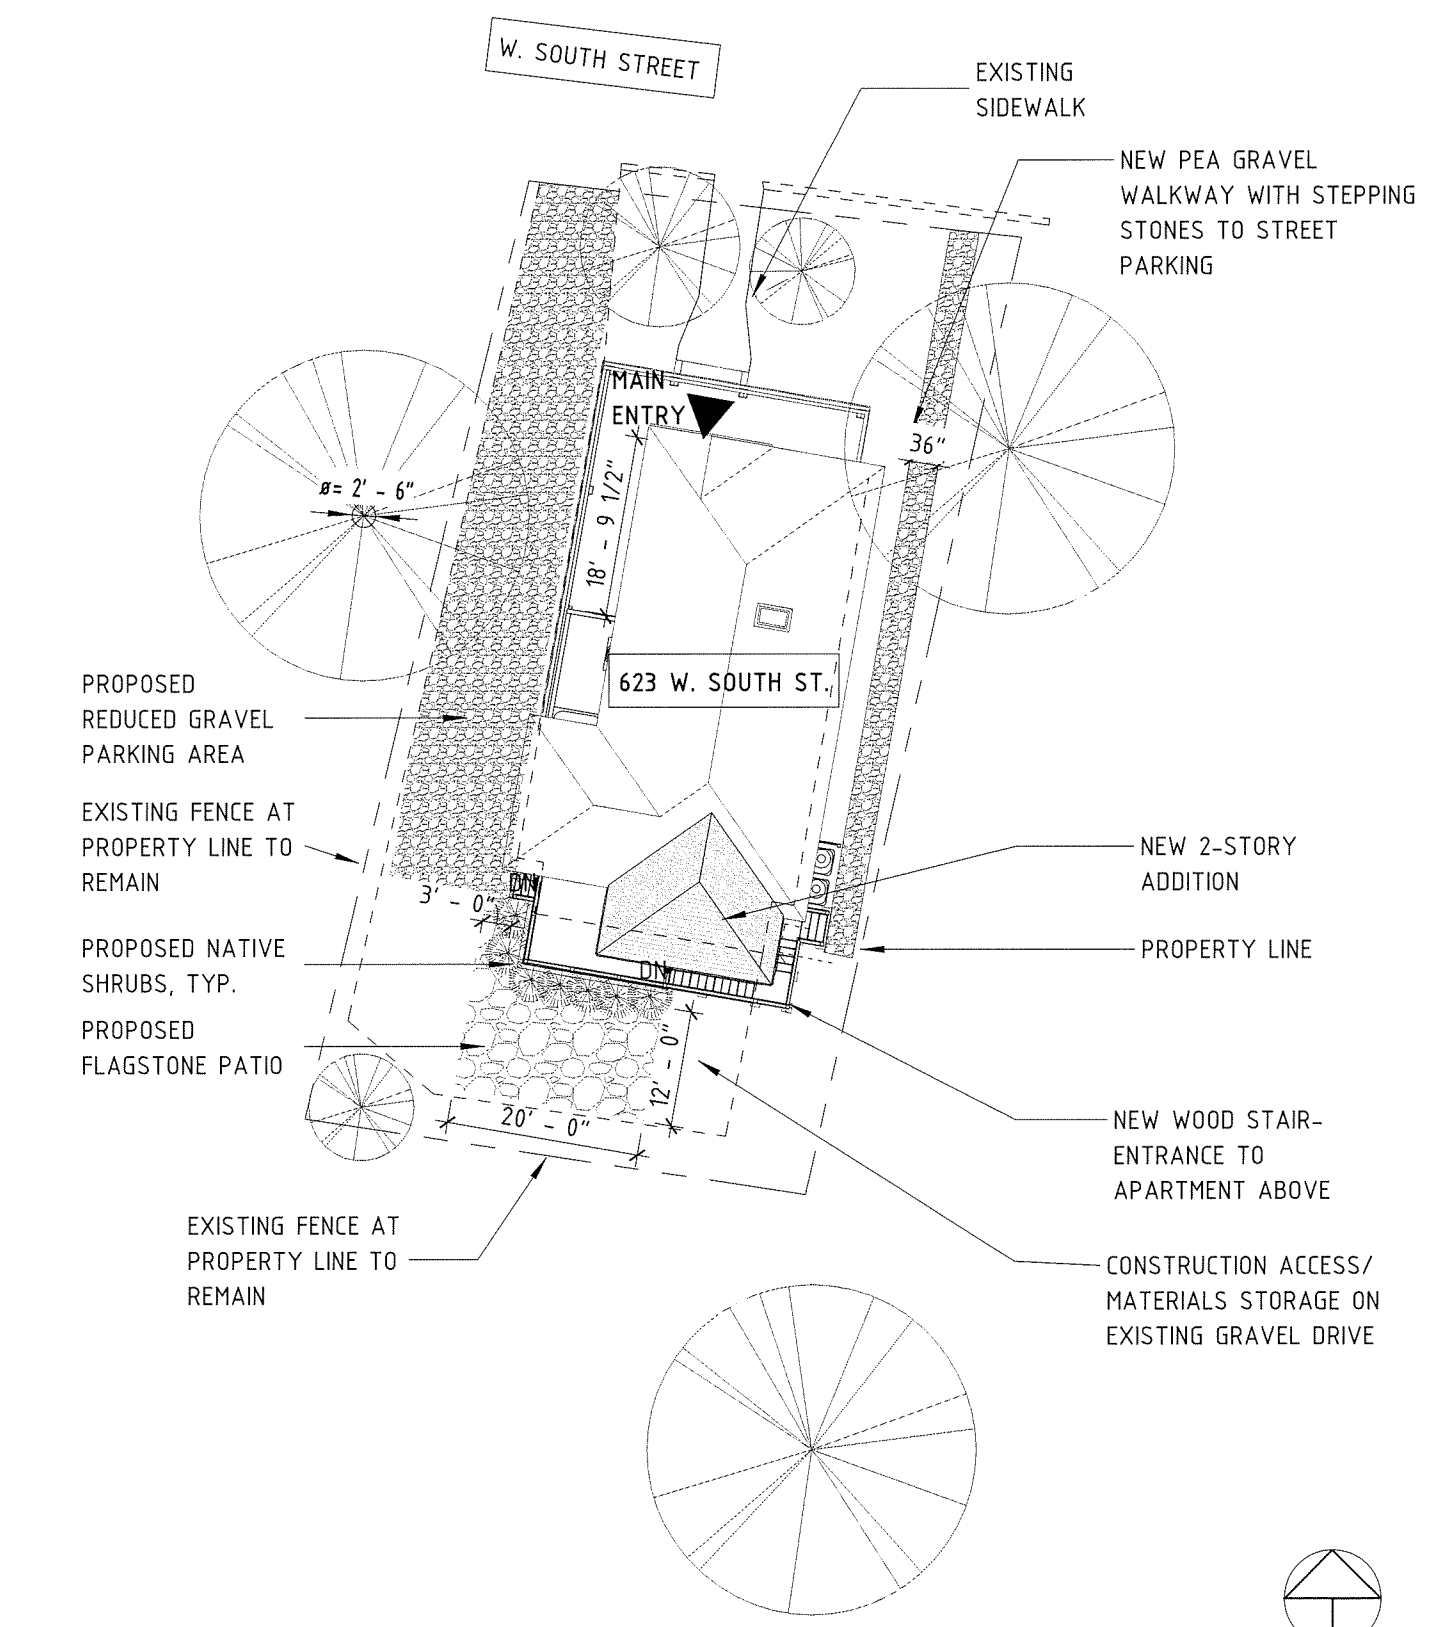 W. SOUTH STREET
EXISTING
SIDEWALK
NEW PEA GRAVEL
WALKWAY WITH STEPPING
STONES TO STREET
PARKING
MAIN
ENTRY
36"
ø= 2' - 6"
18' - 9 1/2"
623 W. SOUTH ST.
PROPOSED
REDUCED GRAVEL
PARKING AREA
EXISTING FENCE AT
PROPERTY LINE TO
REMAIN
NEW 2-STORY
ADDITION
DN
3' - 0"
PROPOSED NATIVE
SHRUBS, TYP.
DN
PROPERTY LINE
PROPOSED
FLAGSTONE PATIO
12' - 0"
20' - 0"
NEW WOOD STAIR-
ENTRANCE TO
APARTMENT ABOVE
EXISTING FENCE AT
PROPERTY LINE TO
REMAIN
CONSTRUCTION ACCESS/
MATERIALS STORAGE ON
EXISTING GRAVEL DRIVE